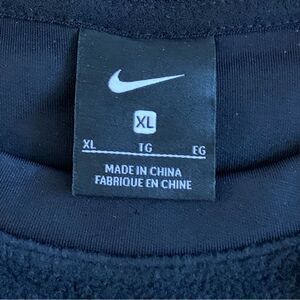 XL
XL TG EG
MADE IN CHINA
FABRIQUE EN CHINE